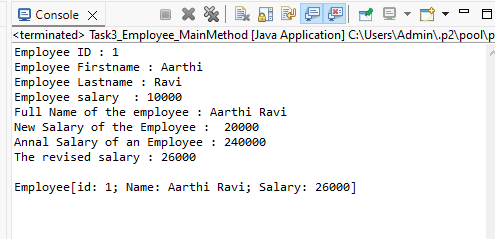 Console
<terminated> Task3_Employee_MainMethod [Java Application] C:\Users\Admin\.p2\pool\p
Employee ID : 1
Employee Firstname : Aarthi
Employee Lastname : Ravi
Employee salary  : 10000
Full Name of the employee : Aarthi Ravi
New Salary of the Employee :  20000
Annal Salary of an Employee : 240000
The revised salary : 26000
Employee[id: 1; Name: Aarthi Ravi; Salary: 26000]